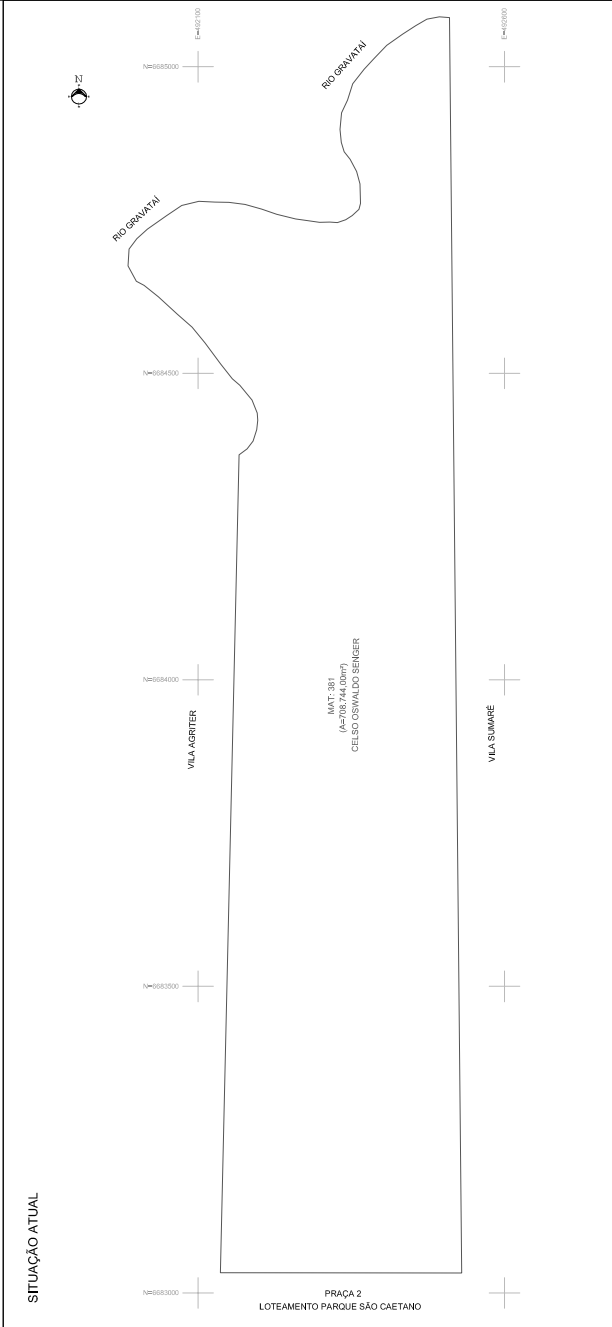 E=492100
E=492600
N=6685000
N
RIO GRAVATAÍ
RIO GRAVATAÍ
N=6684500
MAT: 381
(A=708.744,00m²)
CELSO OSWALDO SENGER
N=6684000
VILA AGRITER
VILA SUMARÉ
N=6683500
SITUAÇÃO ATUAL
N=6683000
PRAÇA 2
LOTEAMENTO PARQUE SÃO CAETANO